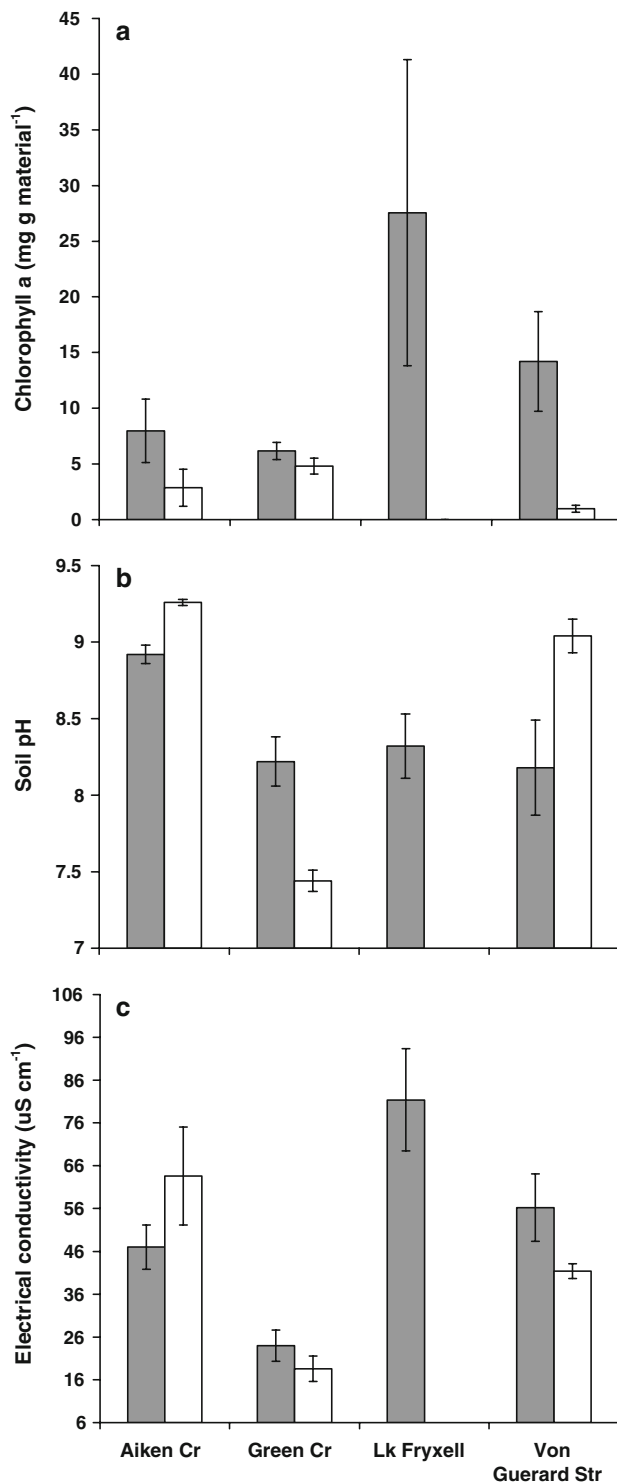 a
Chlorophyll a (mg g material-1)
45
40
35
30
25
20
15
10
5
0
b
Soil pH
9.5
9
8.5
8
7.5
7
c
Electrical conductivity (uS cm-1)
106
96
86
76
66
56
46
36
26
16
6
Aiken Cr
Green Cr
Lk Fryxell
Von
Guerard Str